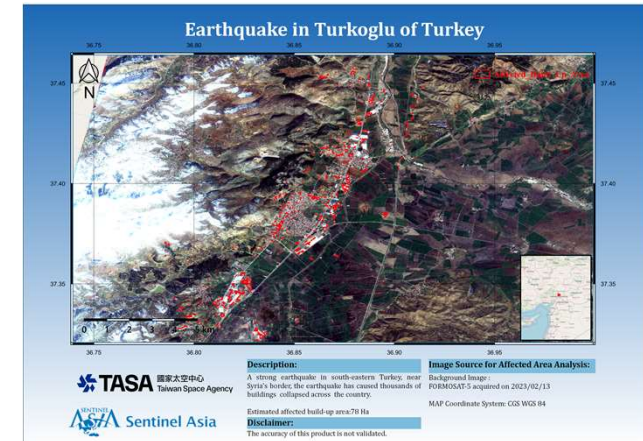 Earthquake in Turkoglu of Turkey
36.75 36.80 36.85 36.90 36.95
37.45 37.45
N
37.40 37.40
37.35 37.35
0 1 2 3 4 5 km
36.75 36.80 36.85 36.90 36.95
TASA 國家太空中心
Taiwan Space Agency
SENTINEL
ASIA Sentinel Asia
Description:
A strong earthquake in south-eastern Turkey, near
Syria's border, the earthquake has caused thousands of
buildings collapsed across the country.
Estimated affected build-up area:78 Ha
Disclaimer:
The accuracy of this product is not validated.
Image Source for Affected Area Analysis:
Background Image :
FORMOSAT-5 acquired on 2023/02/13
MAP Coordinate System: CGS WGS 84